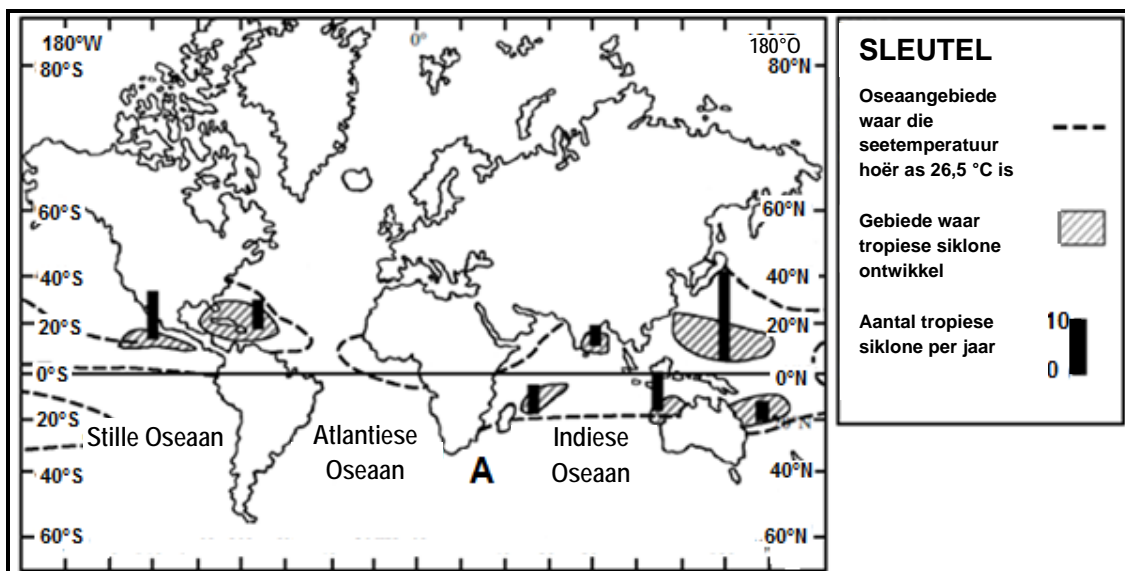 180°W
0°
180°O
80°S
80°N
60°S
60°N
40°S
40°N
20°S
20°N
0°S
0°N
20°S
Stille Oseaan
Atlantiese
Oseaan
A
Indiese
Oseaan
40°S
40°N
60°S
60°N
SLEUTEL
Oseaangebiede
waar die
seetemperatuur
hoër as 26,5 °C is
Gebiede waar
tropiese siklone
ontwikkel
Aantal tropiese
siklone per jaar
10
0